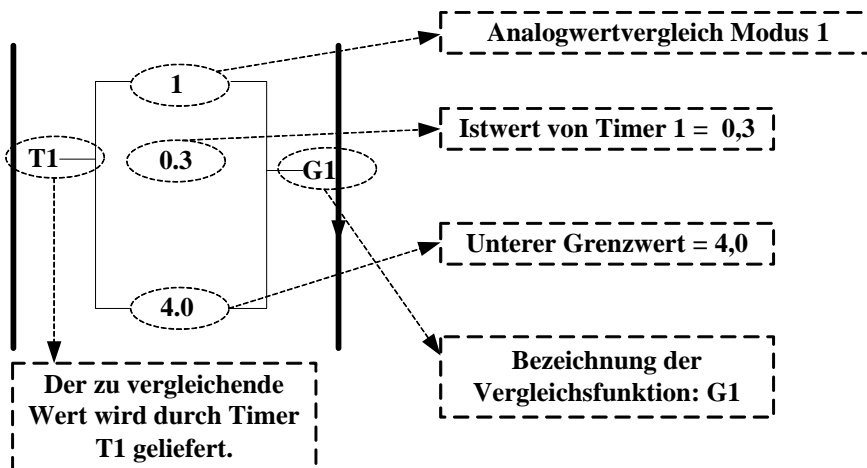 Analogwertvergleich Modus 1
1
Istwert von Timer 1 = 0,3
T1
0.3
G1
Unterer Grenzwert = 4,0
4.0
Bezeichnung der
Vergleichsfunktion: G1
Der zu vergleichende
Wert wird durch Timer
T1 geliefert.